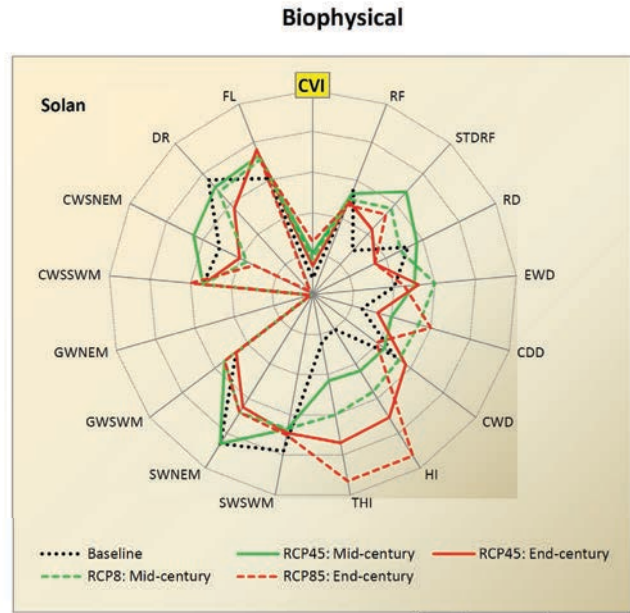 Biophysical
Solan
CVI
RF
STDRF
RD
EWD
CDD
CWD
HI
THI
SWSWM
SWNEM
GWSWM
GWNEM
CWSSWM
CWSNEM
DR
FL
Baseline RCP45: Mid-century RCP45: End-century
RCP8: Mid-century RCP85: End-century